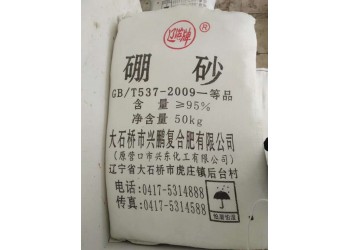 硼砂
GB/T537-2009一等品
含量≥95%
净含量50kg
大石桥市兴鹏复合肥有限公司
(原营口市兴东化工有限公司)
辽宁省大石桥市虎庄镇后台村
电话:0417-5314888
传真:0417-5314588